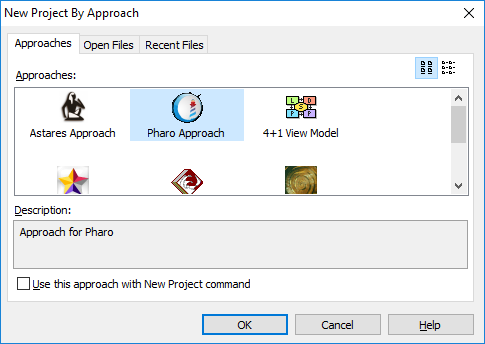 New Project By Approach
Approaches Open Files Recent Files
Approaches:
Astares Approach Pharo Approach 4+1 View Model
L D
S
P P
Description:
Approach for Pharo
Use this approach with New Project command
OK Cancel Help